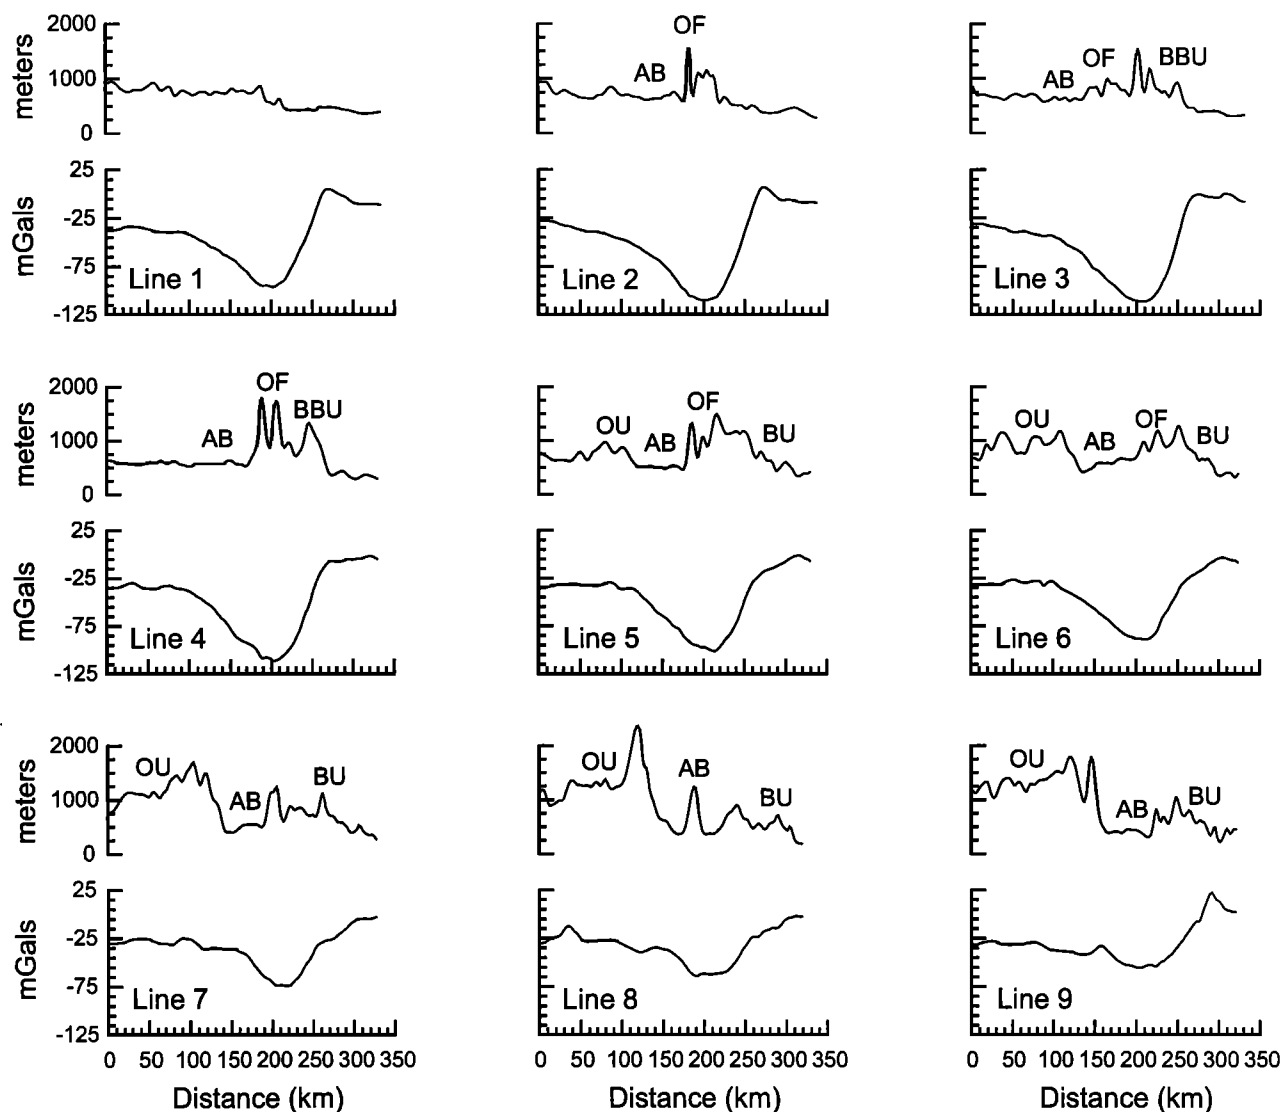 2000
1000
0
meters
OF
AB
AB
OF
BBU
25
-25
-75
-125
mGals
Line 1
Line 2
Line 3
2000
1000
0
meters
AB
OF
BBU
OU
AB
OF
BU
OU
AB
OF
BU
25
-25
-75
-125
mGals
Line 4
Line 5
Line 6
2000
1000
0
meters
OU
AB
BU
OU
AB
BU
OU
AB
BU
25
-25
-75
-125
mGals
Line 7
Line 8
Line 9
0 50 100 150 200 250 300 350
0 50 100 150 200 250 300 350
0 50 100 150 200 250 300 350
Distance (km)
Distance (km)
Distance (km)